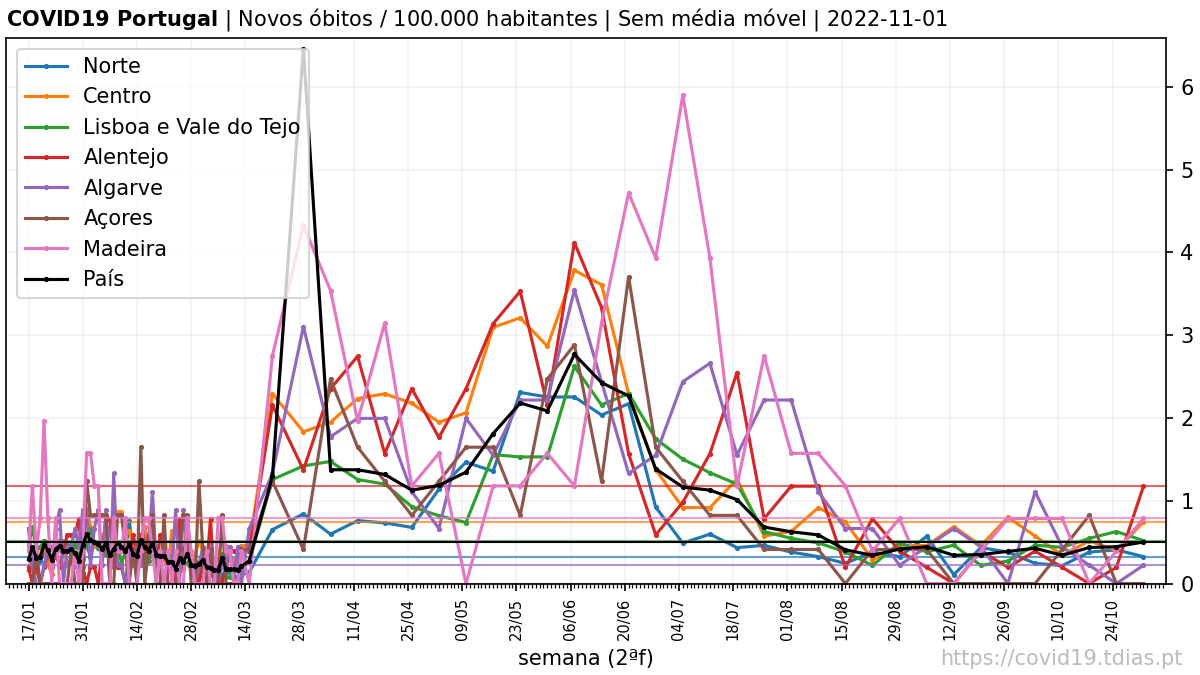 COVID19 Portugal | Novos óbitos / 100.000 habitantes | Sem média móvel | 2022-11-01
Norte
Centro
Lisboa e Vale do Tejo
Alentejo
Algarve
Açores
Madeira
País
6
5
4
3
2
1
0
17/01 31/01 14/02 28/02 14/03 28/03 11/04 25/04 09/05 23/05 06/06 20/06 04/07 18/07 01/08 15/08 29/08 12/09 26/09 10/10 24/10
semana (2ªf)
https://covid19.tdias.pt